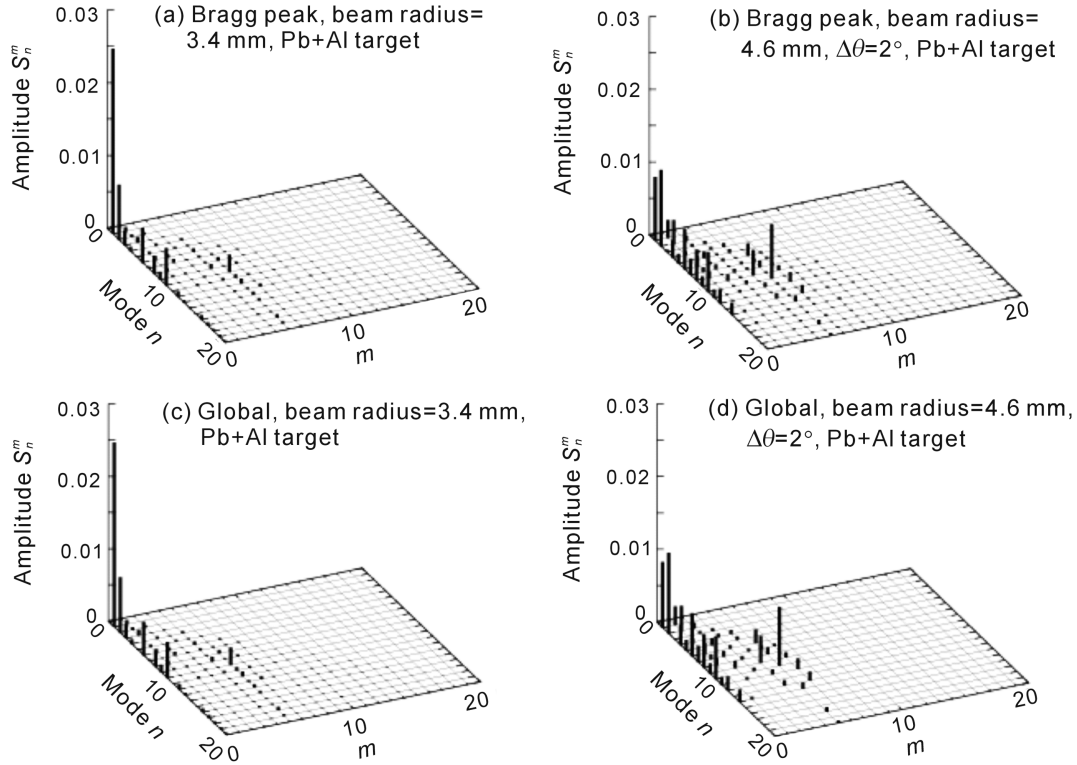 (a) Bragg peak, beam radius=
3.4 mm, Pb+Al target
Amplitude Sₙᵐ
0.03
0.02
0.01
0
0
10
20
Mode n
0
10
20
m
(b) Bragg peak, beam radius=
4.6 mm, Δθ=2°, Pb+Al target
Amplitude Sₙᵐ
0.03
0.02
0.01
0
0
10
20
Mode n
0
10
20
m
(c) Global, beam radius=3.4 mm,
Pb+Al target
Amplitude Sₙᵐ
0.03
0.02
0.01
0
0
10
20
Mode n
0
10
20
m
(d) Global, beam radius=4.6 mm,
Δθ=2°, Pb+Al target
Amplitude Sₙᵐ
0.03
0.02
0.01
0
0
10
20
Mode n
0
10
20
m